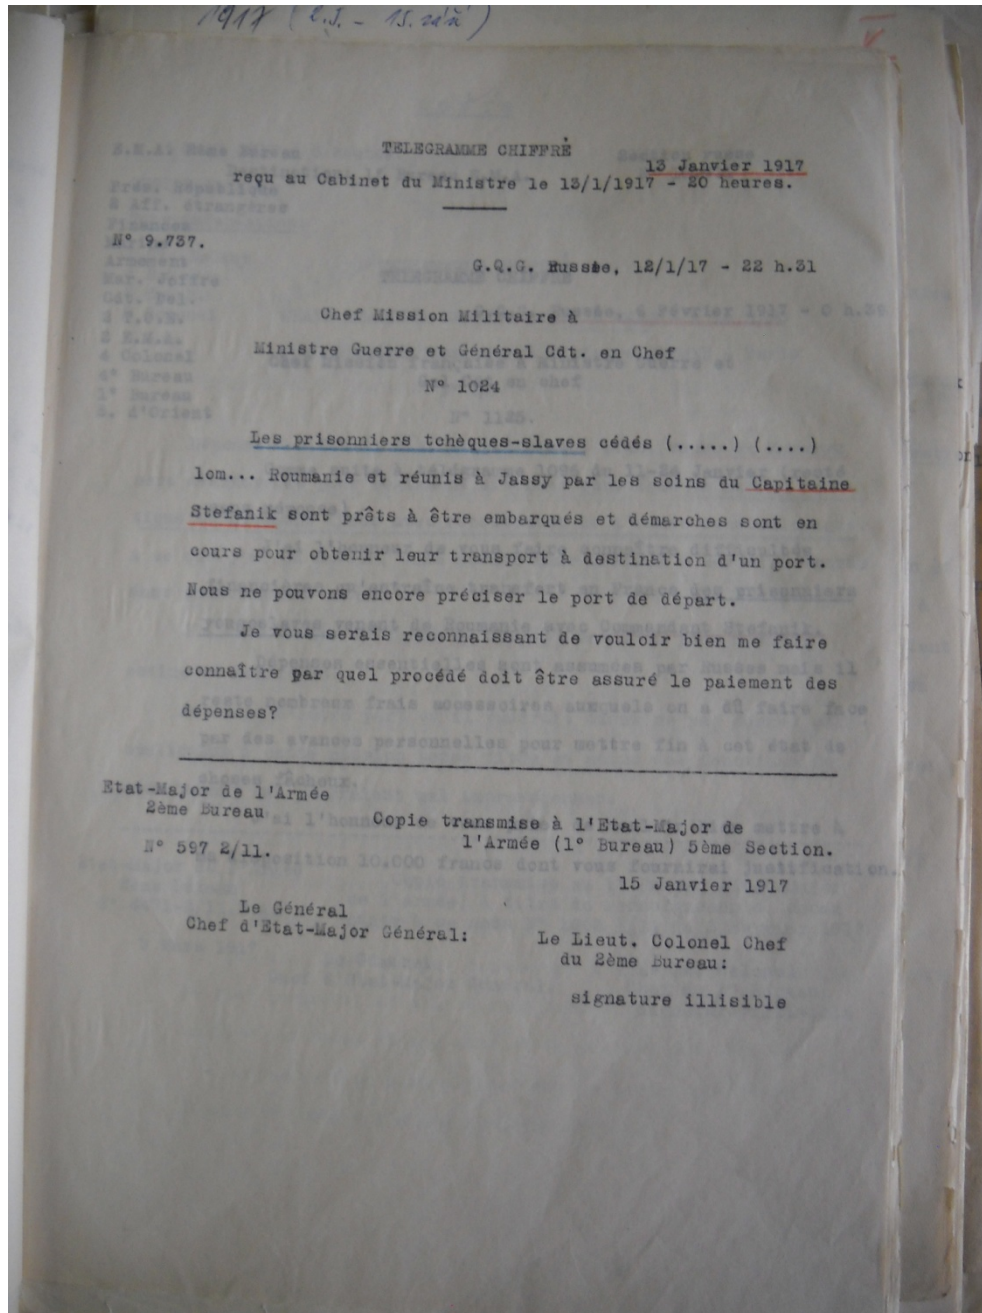 1917 (2.5. - 15. září)
V
TELEGRAMME CHIFFRÈ
13 Janvier 1917
reçu au Cabinet du Ministre le 13/1/1917 - 20 heures.
N° 9.737.
G.Q.G. Russie, 12/1/17 - 22 h.31
Chef Mission Militaire à
Ministre Guerre et Général Cdt. en Chef
N° 1024
Les prisonniers tchèques-slaves cédés (.....) (....)
lom... Roumanie et réunis à Jassy par les soins du Capitaine
Stefanik sont prêts à être embarqués et démarches sont en
cours pour obtenir leur transport à destination d'un port.
Nous ne pouvons encore préciser le port de départ.
Je vous serais reconnaissant de vouloir bien me faire
connaître par quel procédé doit être assuré le paiement des
dépenses?
Etat-Major de l'Armée
2ème Bureau
N° 597 2/11.
Copie transmise à l'Etat-Major de
l'Armée (1° Bureau) 5ème Section.
15 Janvier 1917
Le Général
Chef d'Etat-Major Général:
Le Lieut. Colonel Chef
du 2ème Bureau:
signature illisible